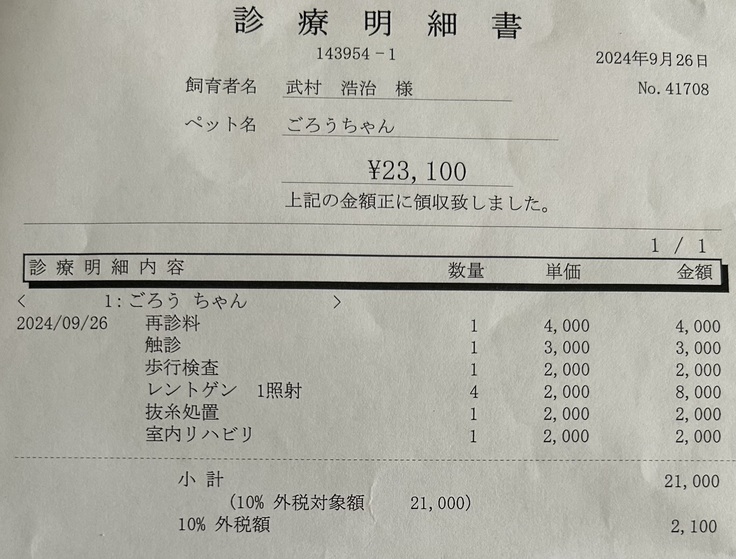 診療明細書
143954-1
2024年9月26日
飼育者名 武村 浩治 様
No.41708
ペット名 ごろうちゃん
¥23,100
上記の金額正に領収致しました。
1 / 1
診療明細内容 数量 単価 金額
< 1:ごろう ちゃん >
2024/09/26 再診料 1 4,000 4,000
触診 1 3,000 3,000
歩行検査 1 2,000 2,000
レントゲン 1照射 4 2,000 8,000
抜糸処置 1 2,000 2,000
室内リハビリ 1 2,000 2,000
小 計 21,000
(10% 外税対象額 21,000)
10% 外税額 2,100